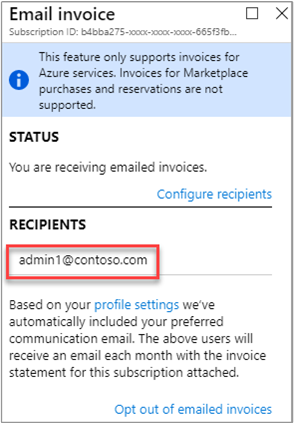 Email invoice
Subscription ID: b4bba275-xxxx-xxxx-xxxx-665f3fb...
This feature only supports invoices for
Azure services. Invoices for Marketplace
purchases and reservations are not
supported.
STATUS
You are receiving emailed invoices.
Configure recipients
RECIPIENTS
admin1@contoso.com
Based on your profile settings we've
automatically included your preferred
communication email. The above users will
receive an email each month with the invoice
statement for this subscription attached.
Opt out of emailed invoices